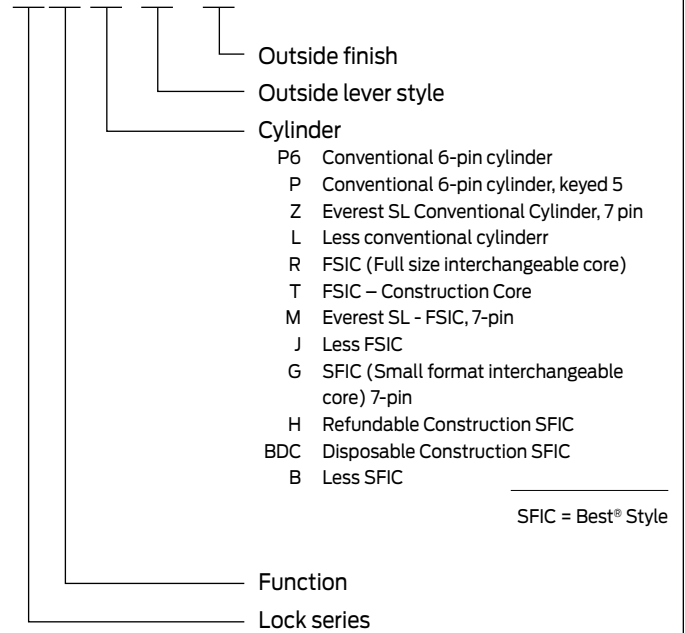 Outside finish
Outside lever style
Cylinder
P6 Conventional 6-pin cylinder
P Conventional 6-pin cylinder, keyed 5
Z Everest SL Conventional Cylinder, 7 pin
L Less conventional cylinderr
R FSIC (Full size interchangeable core)
T FSIC – Construction Core
M Everest SL - FSIC, 7-pin
J Less FSIC
G SFIC (Small format interchangeable
core) 7-pin
H Refundable Construction SFIC
BDC Disposable Construction SFIC
B Less SFIC
SFIC = Best® Style
Function
Lock series